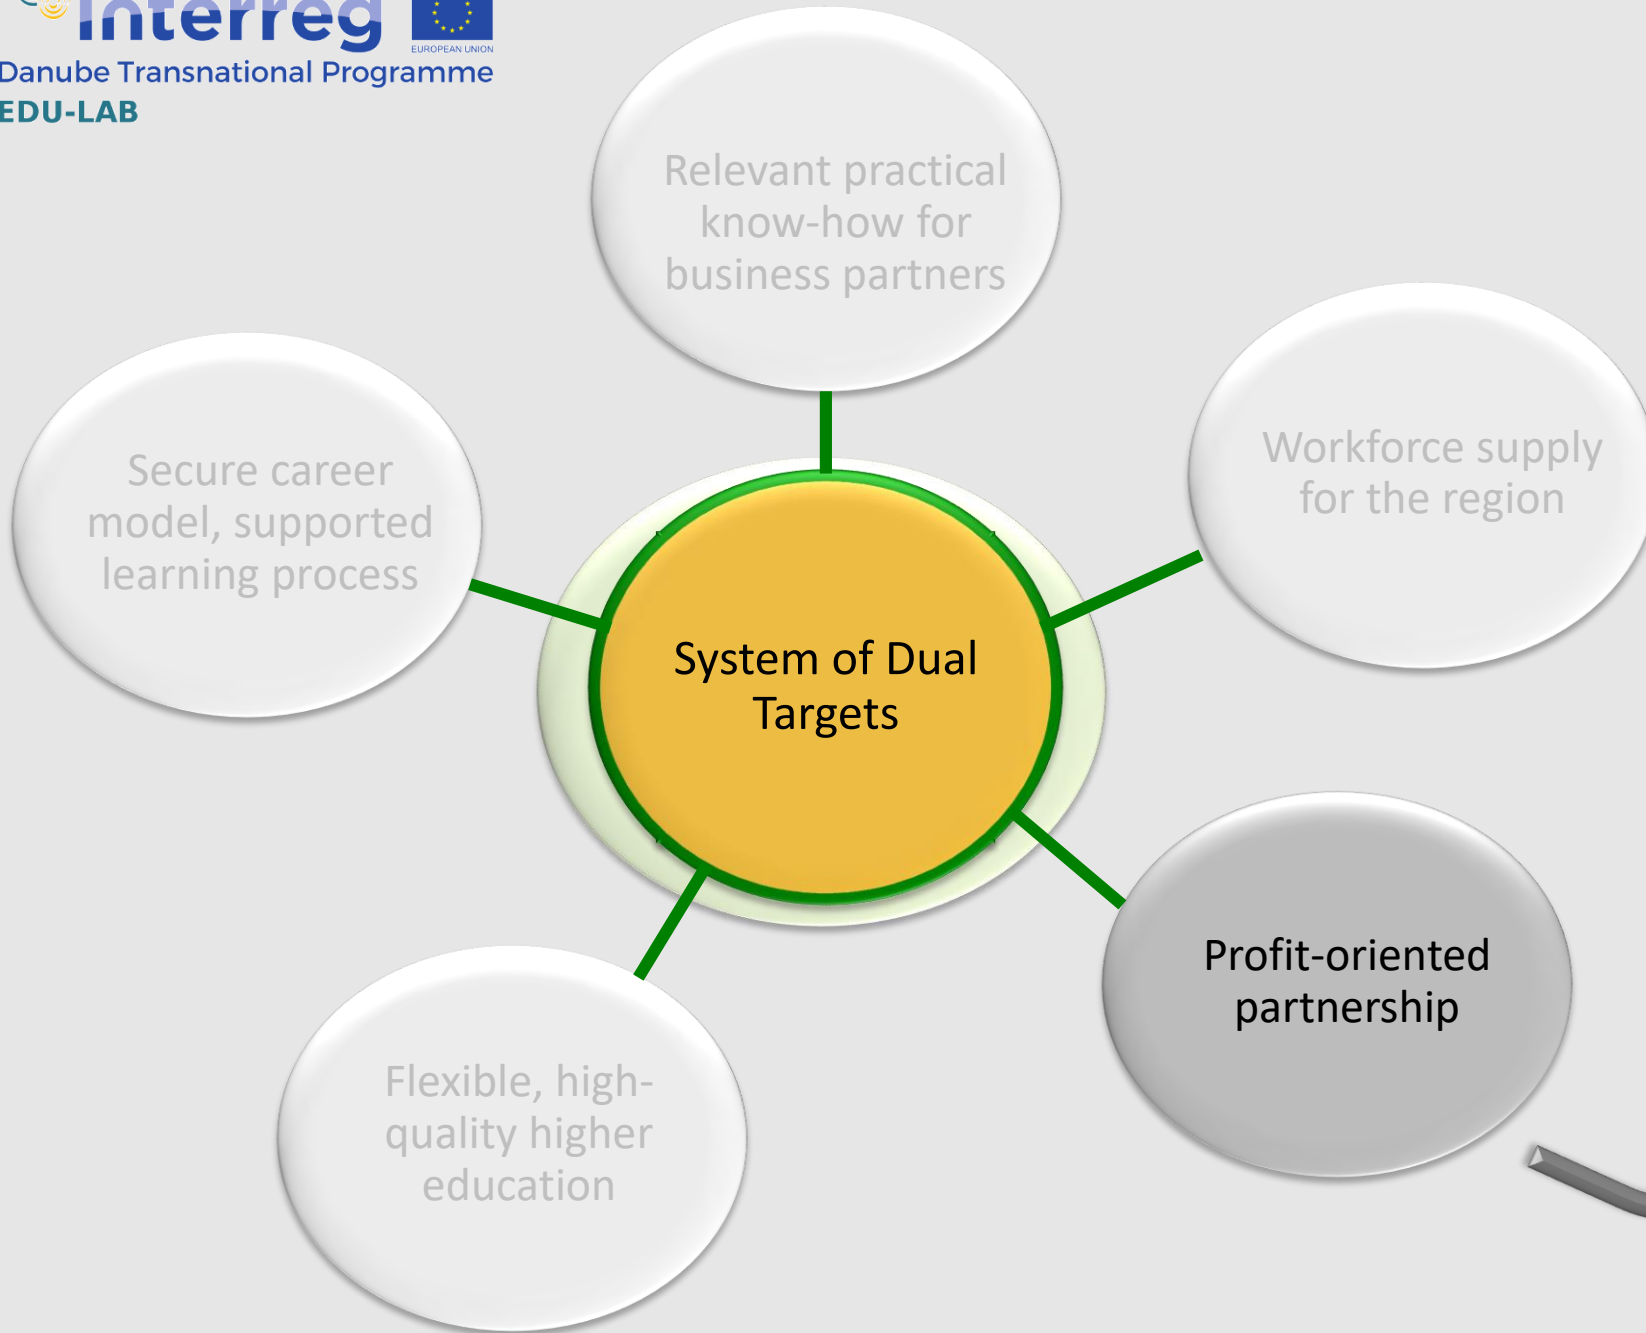 Interreg
EUROPEAN UNION
Danube Transnational Programme
EDU-LAB
Relevant practical
know-how for
business partners
Workforce supply
for the region
Secure career
model, supported
learning process
System of Dual
Targets
Profit-oriented
partnership
Flexible, high-
quality higher
education